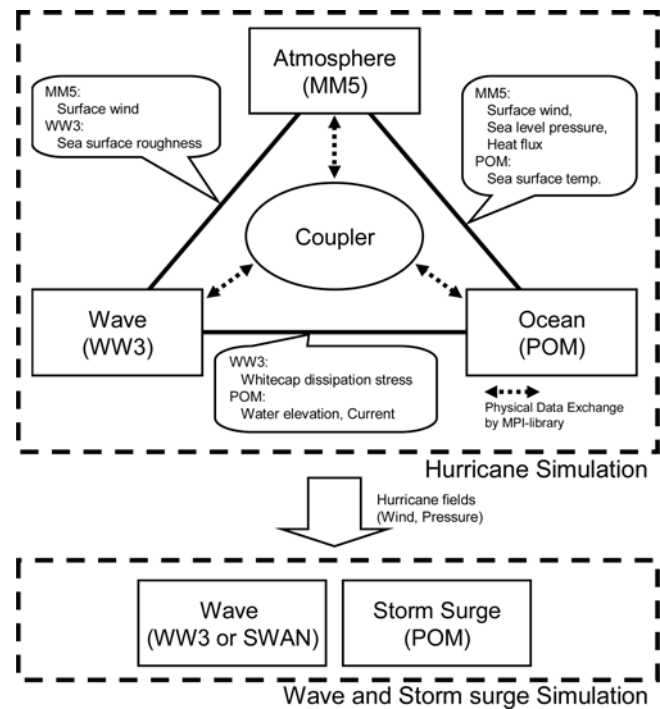 Atmosphere
(MM5)
MM5:
Surface wind
WW3:
Sea surface roughness
MM5:
Surface wind,
Sea level pressure,
Heat flux
POM:
Sea surface temp.
Coupler
Wave
(WW3)
Ocean
(POM)
WW3:
Whitecap dissipation stress
POM:
Water elevation, Current
Physical Data Exchange
by MPI-library
Hurricane Simulation
Hurricane fields
(Wind, Pressure)
Wave
(WW3 or SWAN)
Storm Surge
(POM)
Wave and Storm surge Simulation